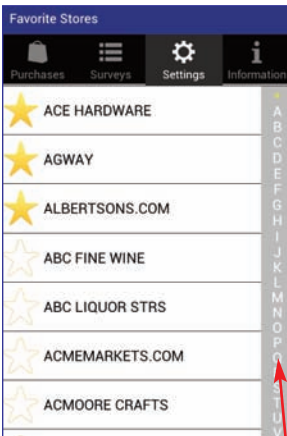 Favorite Stores
Purchases Surveys Settings Information
ACE HARDWARE
AGWAY
ALBERTSONS.COM
ABC FINE WINE
ABC LIQUOR STRS
ACMEMARKETS.COM
ACMOORE CRAFTS
A
B
C
D
E
F
G
H
I
J
K
L
M
N
O
P
Q
S
T
U
V